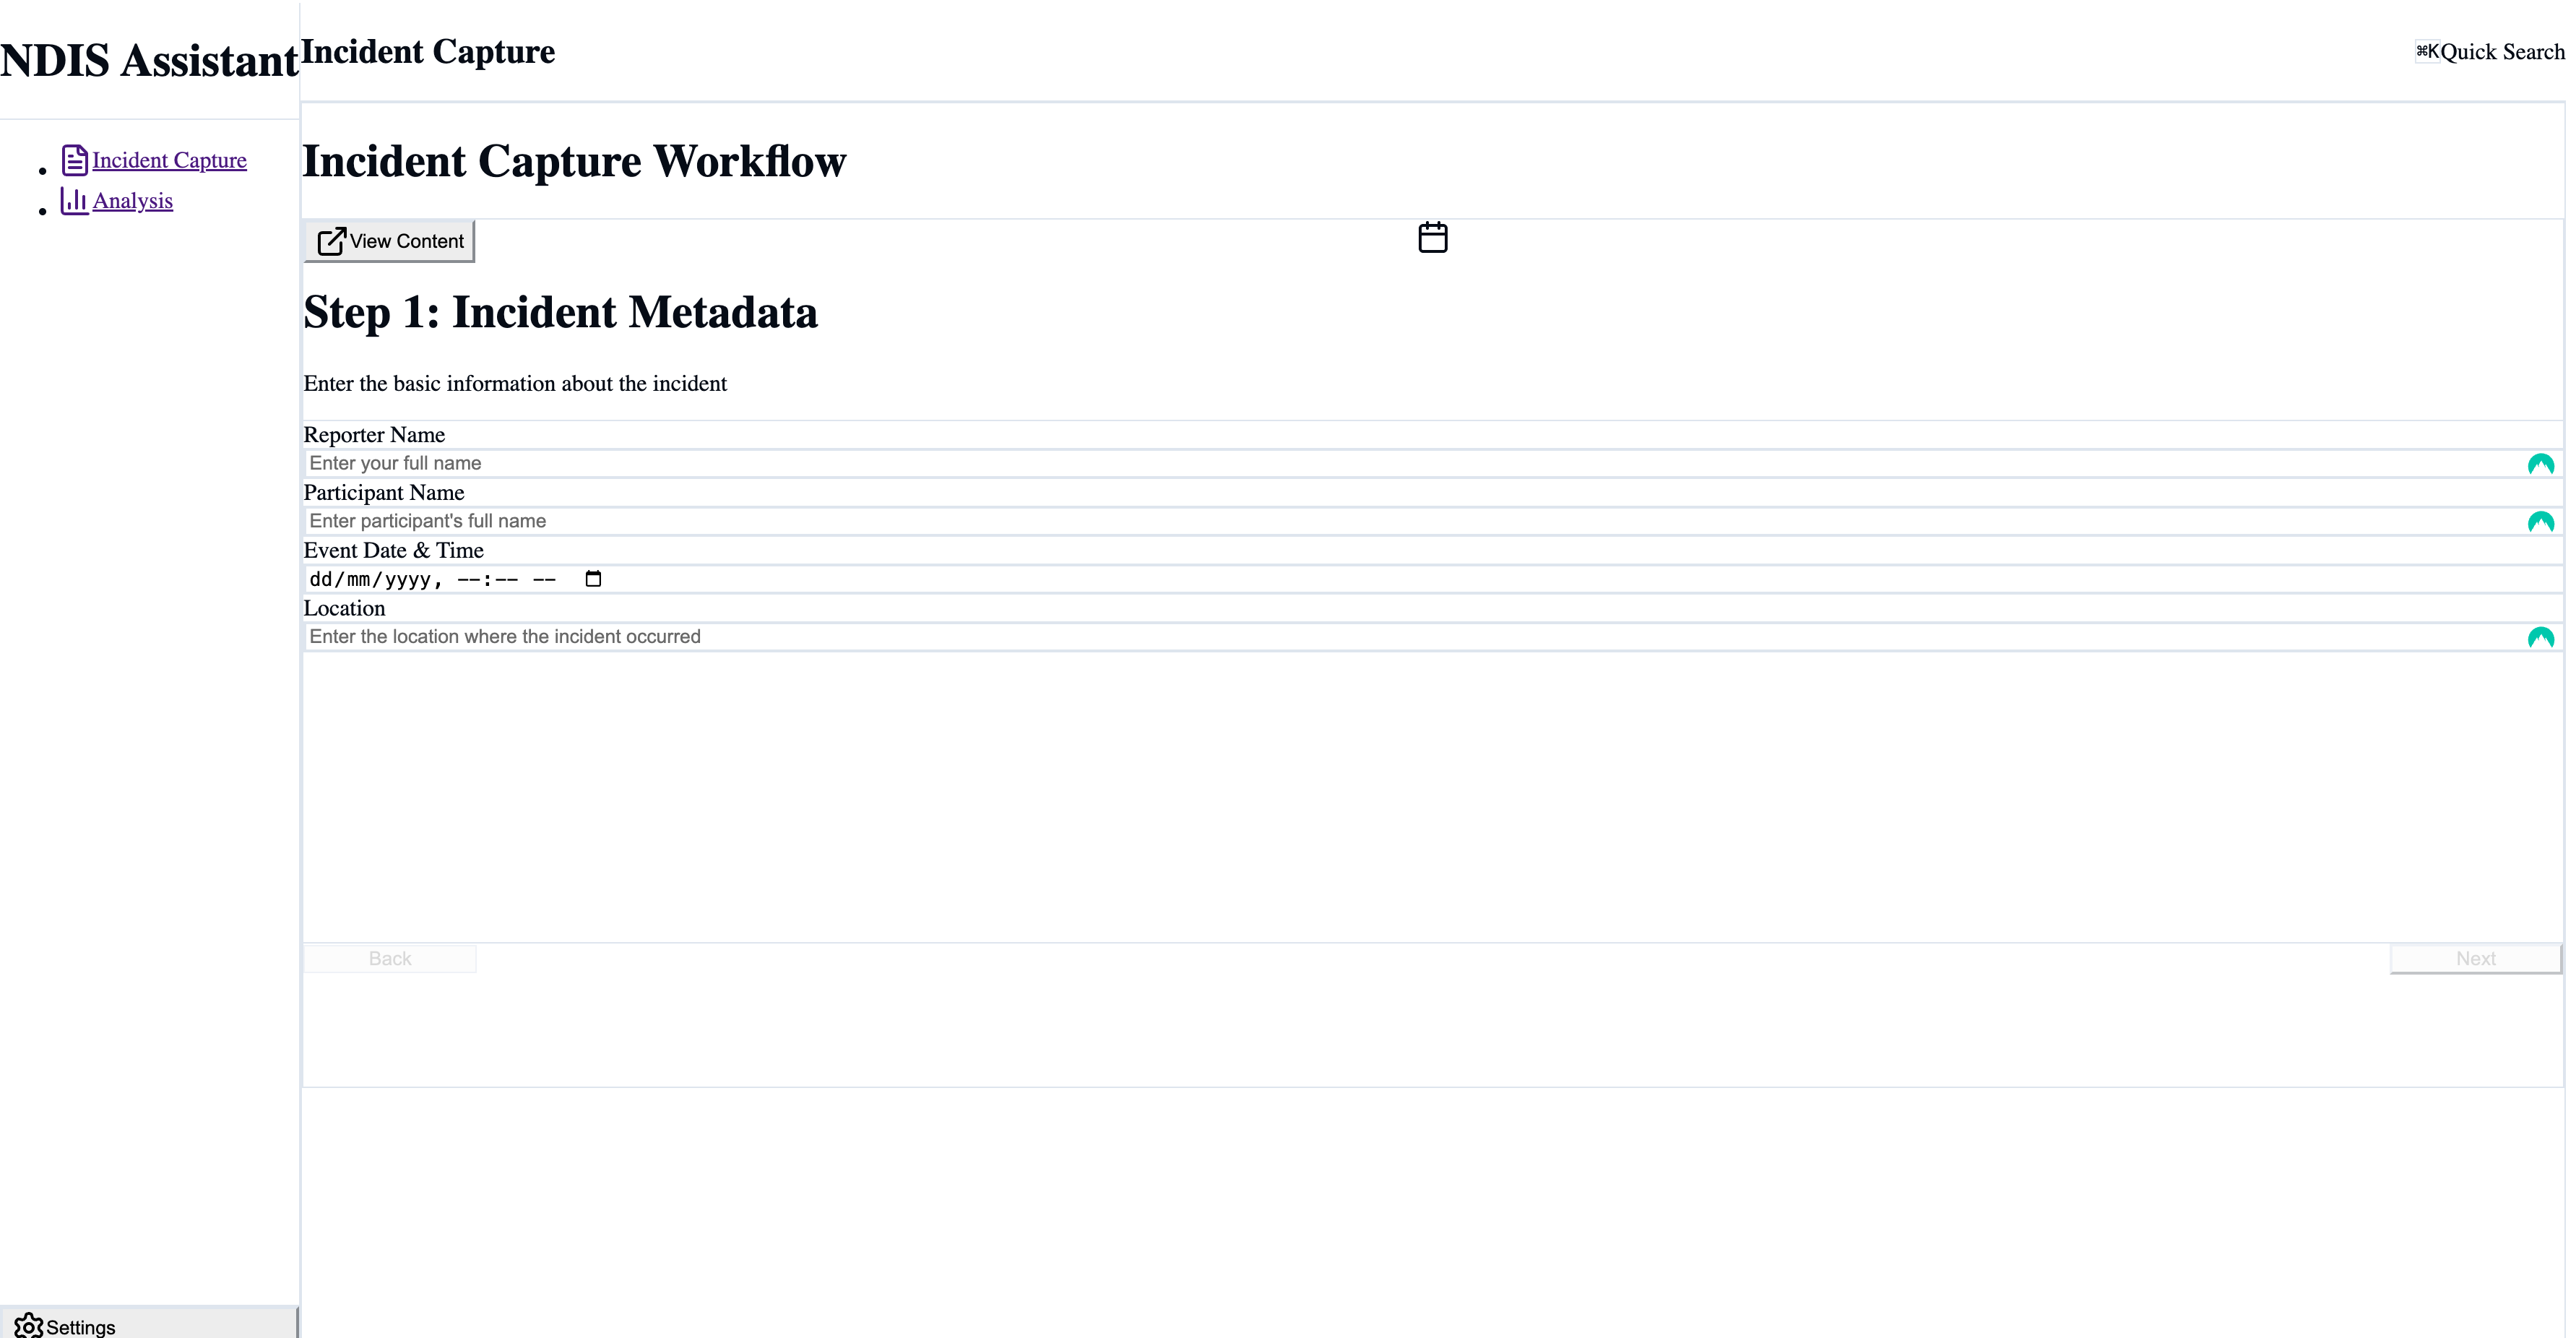 NDIS Assistant
Incident Capture
⌘KQuick Search
Incident Capture
Analysis
Incident Capture Workflow
View Content
Step 1: Incident Metadata
Enter the basic information about the incident
Reporter Name
Enter your full name
Participant Name
Enter participant's full name
Event Date & Time
dd/mm/yyyy, --:-- --
Location
Enter the location where the incident occurred
Back
Next
Settings